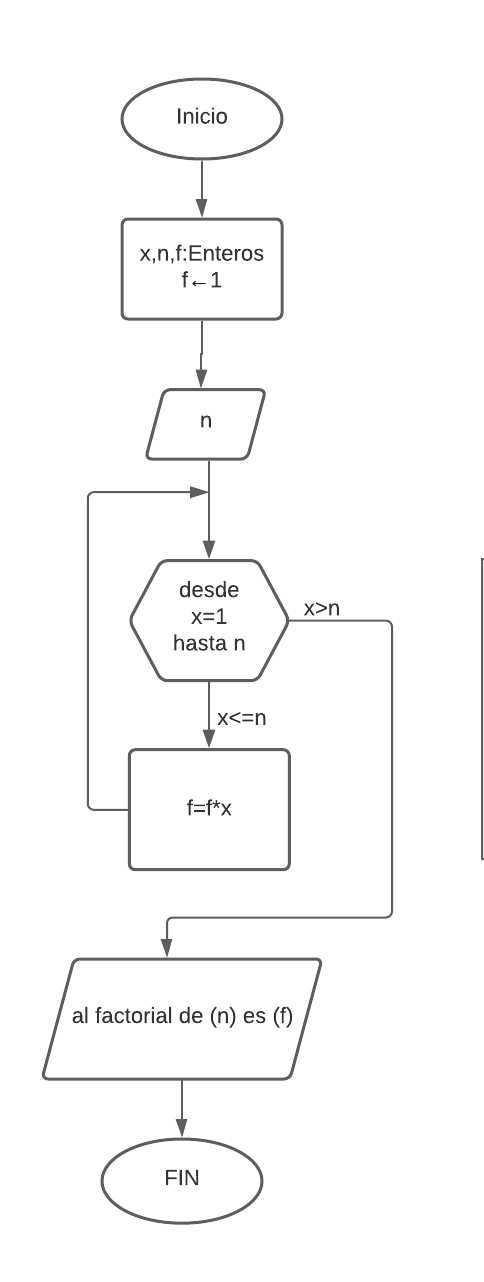 Inicio
x,n,f:Enteros
f←1
n
desde
x=1
hasta n
x>n
x<=n
f=f*x
al factorial de (n) es (f)
FIN